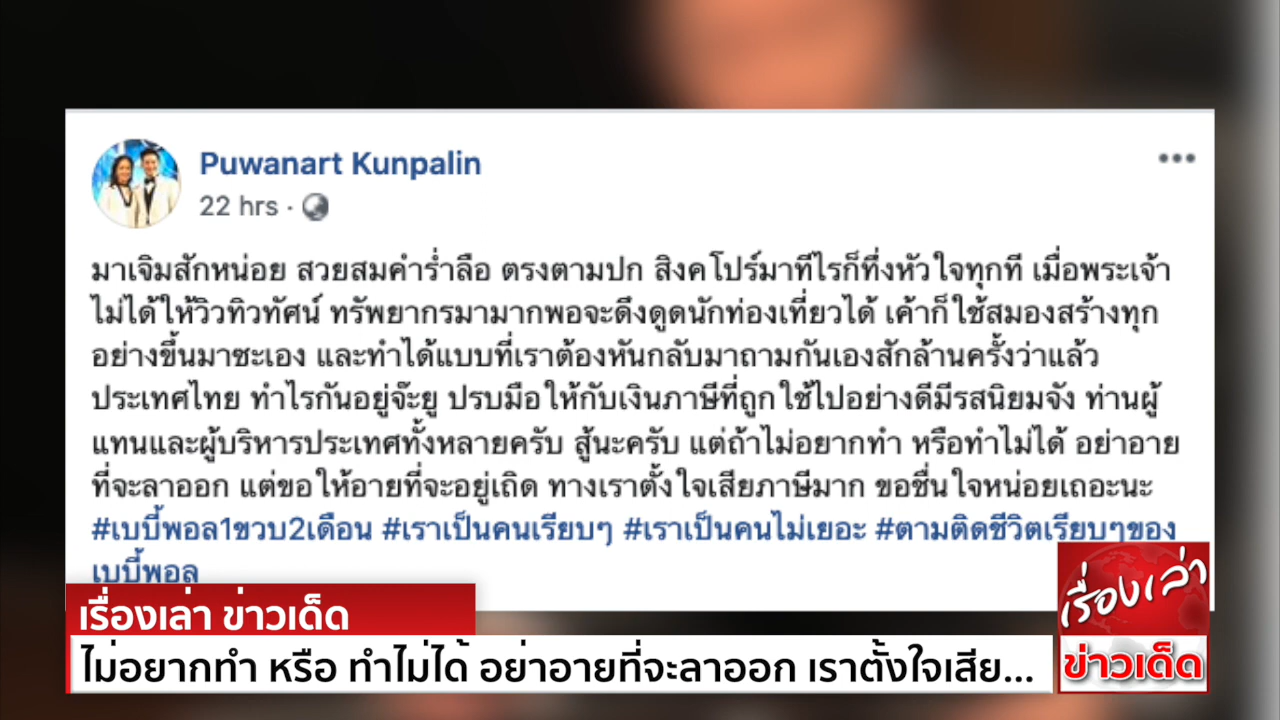 Puwanart Kunpalin
22 hrs ·
มาเจิมสักหน่อย สวยสมคำร่ำลือ ตรงตามปก สิงคโปร์มาทีไรก็ทึ่งหัวใจทุกที เมื่อพระเจ้า
ไม่ได้ให้วิวทิวทัศน์ ทรัพยากรมามากพอจะดึงดูดนักท่องเที่ยวได้ เค้าก็ใช้สมองสร้างทุก
อย่างขึ้นมาซะเอง และทำได้แบบที่เราต้องหันกลับมาถามกันเองสักล้านครั้งว่าแล้ว
ประเทศไทย ทำไรกันอยู่จ๊ะยู ปรบมือให้กับเงินภาษีที่ถูกใช้ไปอย่างดีมีรสนิยมจัง ท่านผู้
แทนและผู้บริหารประเทศทั้งหลายครับ สู้นะครับ แต่ถ้าไม่อยากทำ หรือทำไม่ได้ อย่าอาย
ที่จะลาออก แต่ขอให้อายที่จะอยู่เถิด ทางเราตั้งใจเสียภาษีมาก ขอชื่นใจหน่อยเถอะนะ
#เบบี้พอล1ขวบ2เดือน #เราเป็นคนเรียบๆ #เราเป็นคนไม่เยอะ #ตามติดชีวิตเรียบๆของ
เบบี้พอล
เรื่องเล่า ข่าวเด็ด
ไม่อยากทำ หรือ ทำไม่ได้ อย่าอายที่จะลาออก เราตั้งใจเสีย...
เรื่องเล่า
ข่าวเด็ด